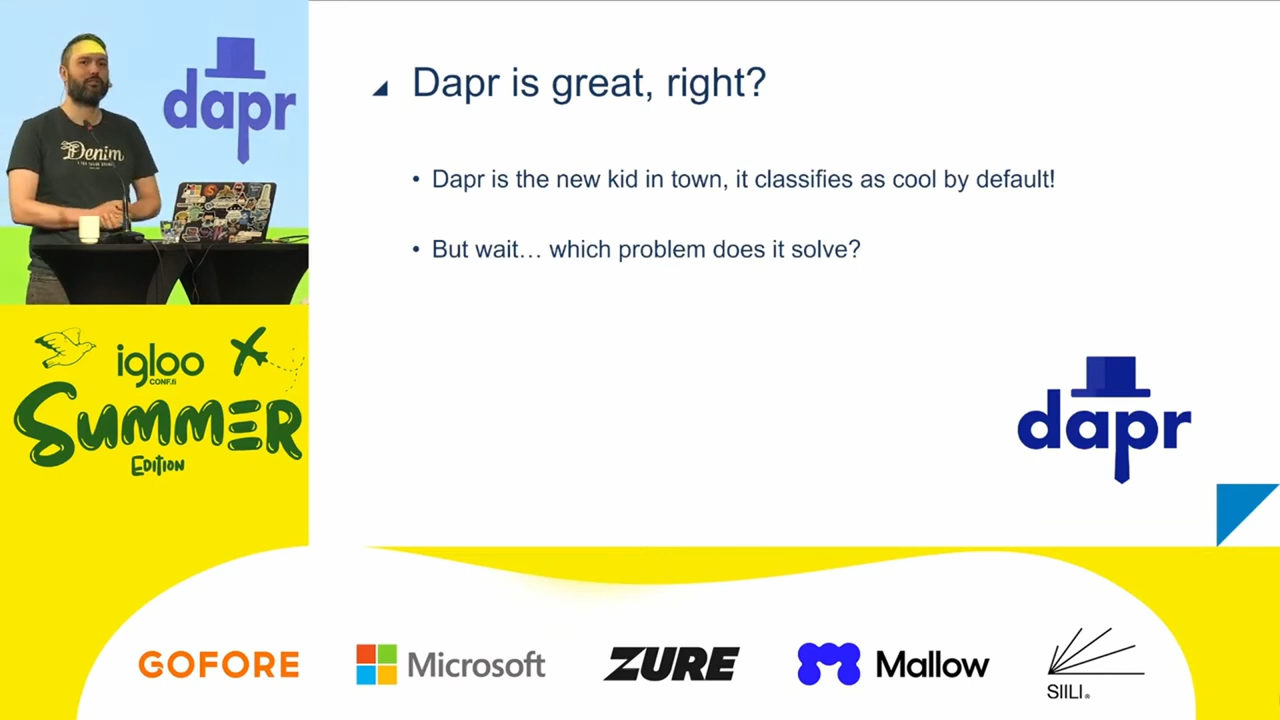 dapr
Denim
Dapr is great, right?
• Dapr is the new kid in town, it classifies as cool by default!
• But wait… which problem does it solve?
dapr
igloo
CONF.fi
SUMMER
EDITION
GOFORE
Microsoft
ZURE
Mallow
SIILI